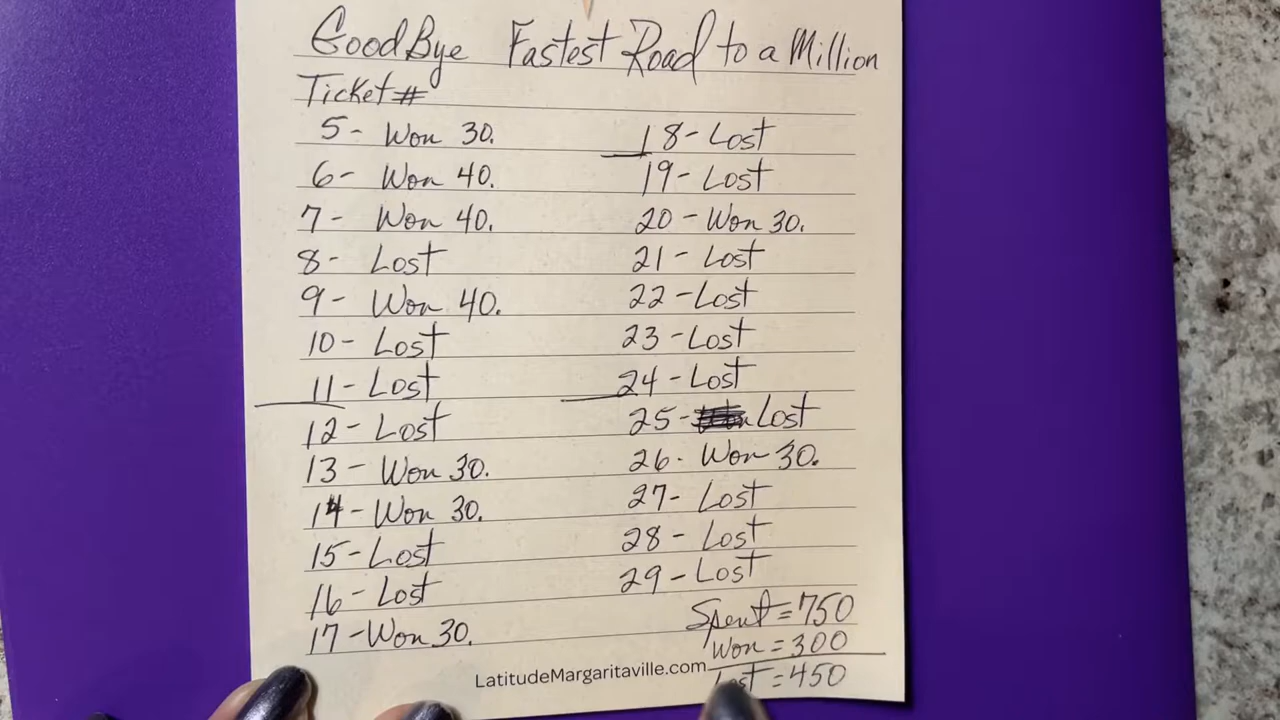 GoodBye Fastest Road to a Million
Ticket#
5- Won 30.
6- Won 40.
7- Won 40.
8- Lost
9- Won 40.
10- Lost
11- Lost
12- Lost
13- Won 30.
14- Won 30.
15- Lost
16- Lost
17- Won 30.
18- Lost
19- Lost
20- Won 30.
21- Lost
22- Lost
23- Lost
24- Lost
25- Lost
26- Won 30.
27- Lost
28- Lost
29- Lost
Spent = 750
Won = 300
Lost = 450
LatitudeMargaritaville.com